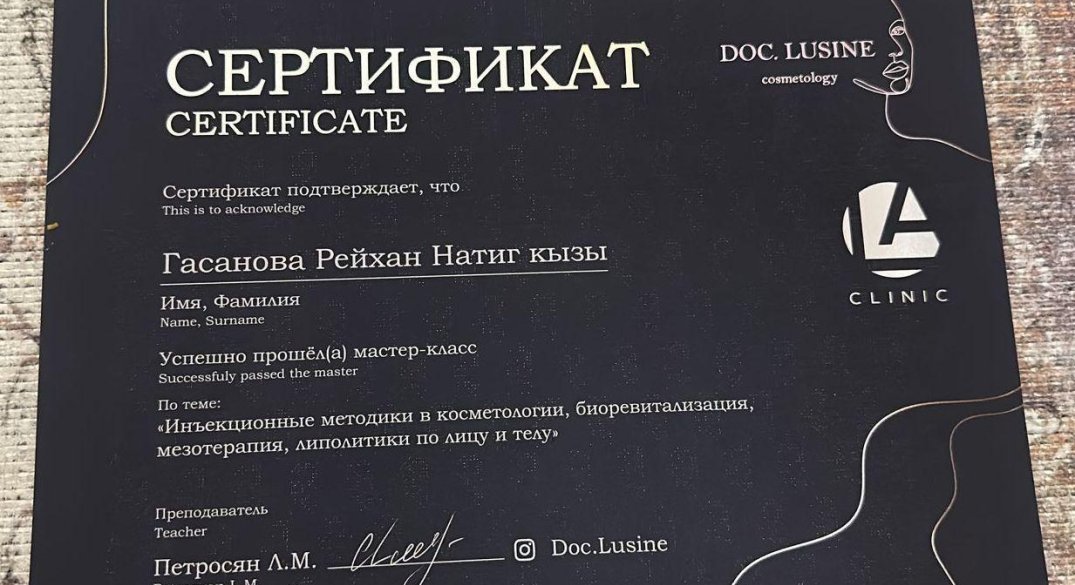 СЕРТИФИКАТ
CERTIFICATE
DOC. LUSINE
cosmetology
Сертификат подтверждает, что
This is to acknowledge
LA
CLINIC
Гасанова Рейхан Натиг кызы
Имя, Фамилия
Name, Surname
Успешно прошёл(а) мастер-класс
Successfuly passed the master
По теме:
«Инъекционные методики в косметологии, биоревитализация,
мезотерапия, липолитики по лицу и телу»
Преподаватель
Teacher
Петросян Л.М.
Doc.Lusine